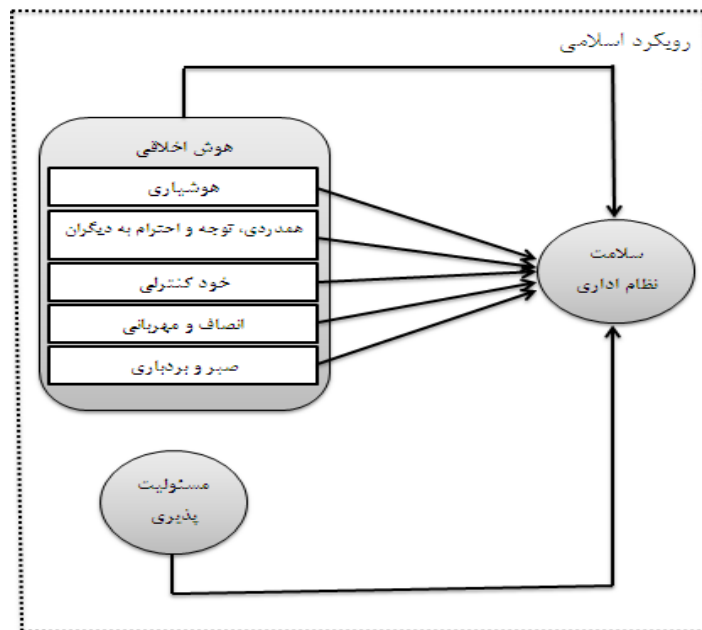 رویکرد اسلامی
هوش اخلاقی
هوشیاری
همدردی، توجه و احترام به دیگران
خود کنترلی
انصاف و مهربانی
صبر و بردباری
سلامت
نظام اداری
مسئولیت
پذیری